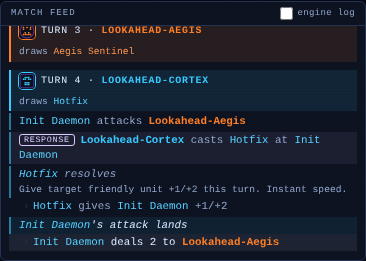 MATCH FEED
engine log
TURN 3 · LOOKAHEAD-AEGIS
draws Aegis Sentinel
TURN 4 · LOOKAHEAD-CORTEX
draws Hotfix
Init Daemon attacks Lookahead-Aegis
RESPONSE Lookahead-Cortex casts Hotfix at Init
Daemon
Hotfix resolves
Give target friendly unit +1/+2 this turn. Instant speed.
Hotfix gives Init Daemon +1/+2
Init Daemon's attack lands
Init Daemon deals 2 to Lookahead-Aegis